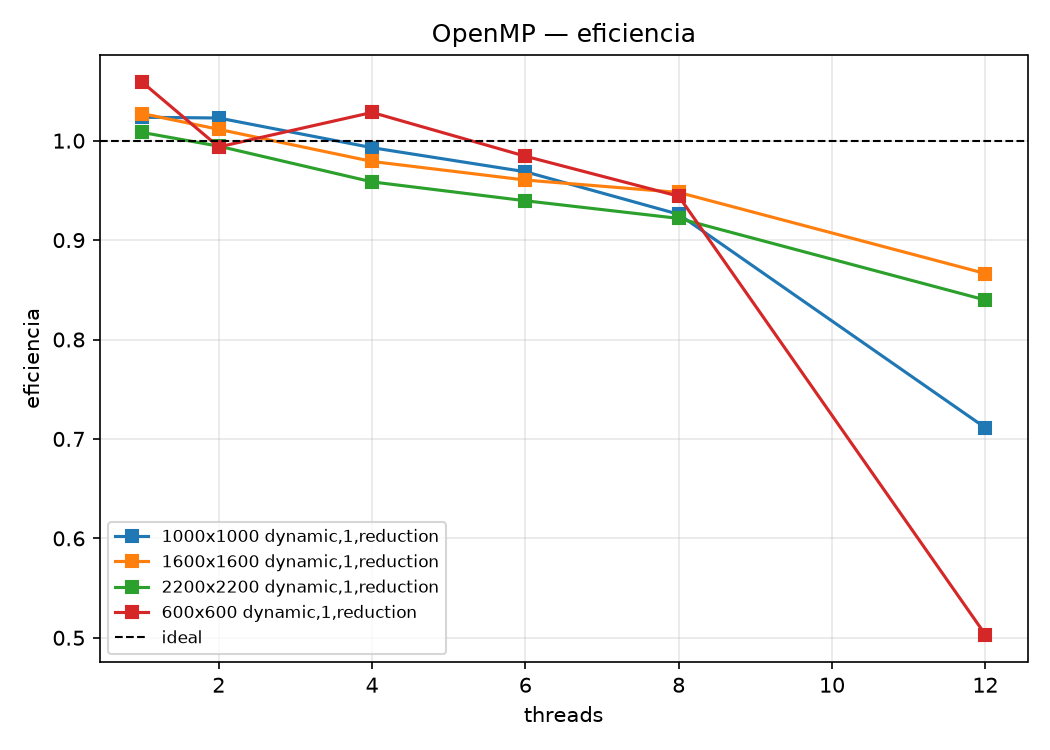 OpenMP — eficiencia
eficiencia
1.0
0.9
0.8
0.7
0.6
0.5
1000x1000 dynamic,1,reduction
1600x1600 dynamic,1,reduction
2200x2200 dynamic,1,reduction
600x600 dynamic,1,reduction
ideal
2 4 6 8 10 12
threads